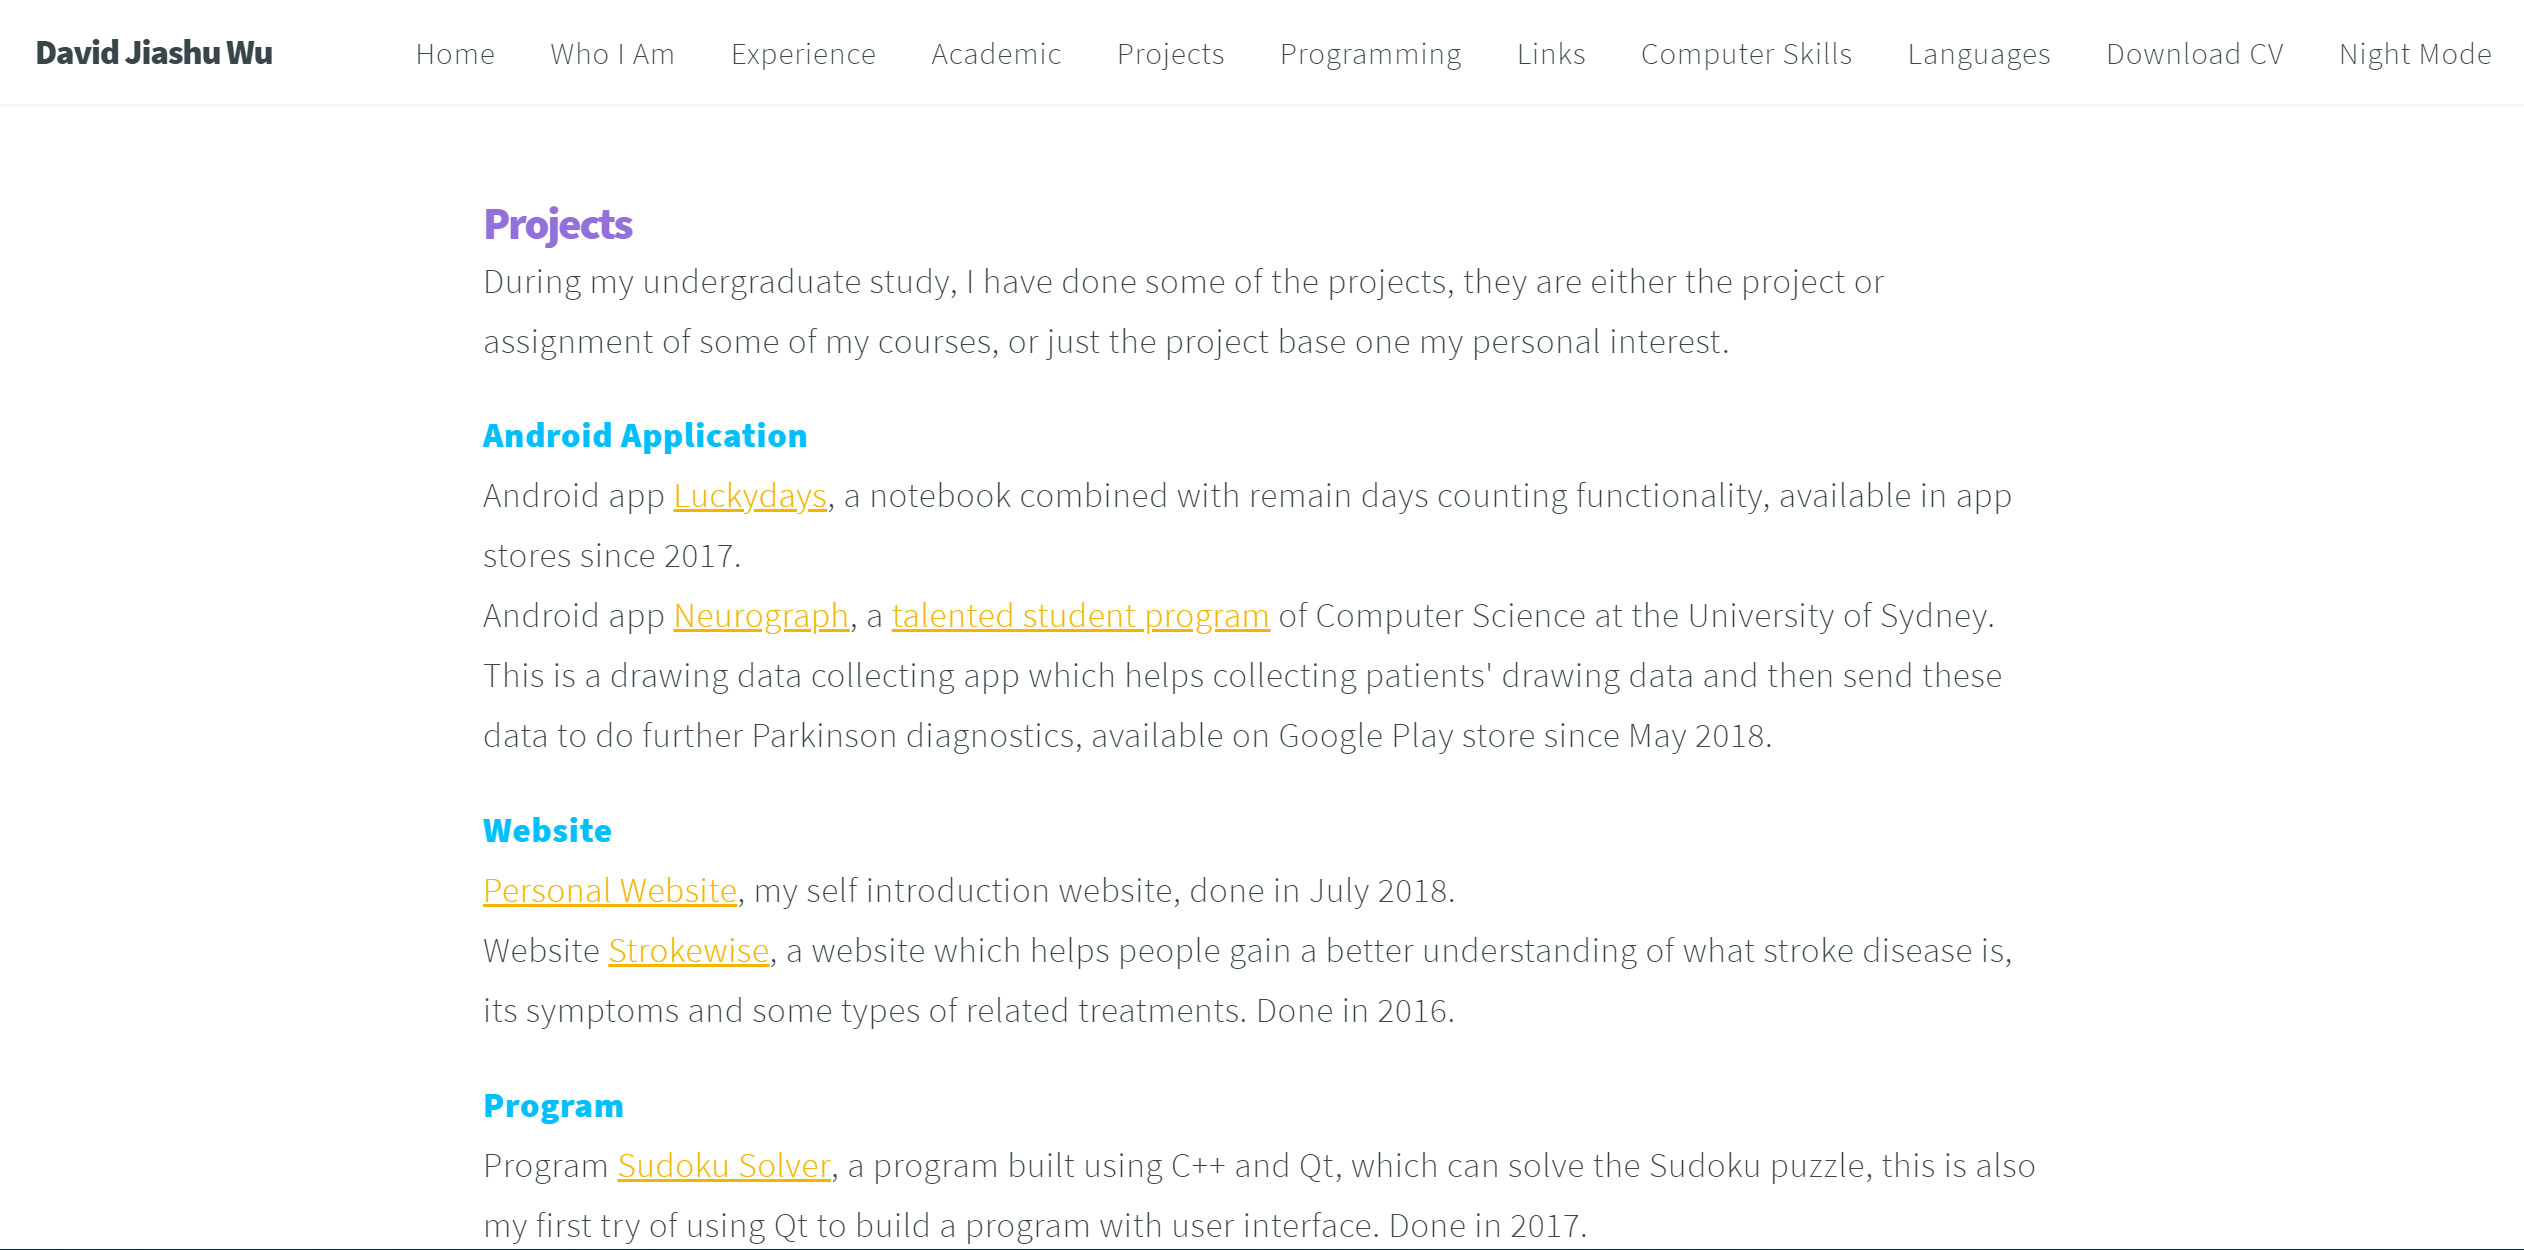 David Jiashu Wu Home Who I Am Experience Academic Projects Programming Links Computer Skills Languages Download CV Night Mode
Projects
During my undergraduate study, I have done some of the projects, they are either the project or
assignment of some of my courses, or just the project base one my personal interest.
Android Application
Android app Luckydays, a notebook combined with remain days counting functionality, available in app
stores since 2017.
Android app Neurograph, a talented student program of Computer Science at the University of Sydney.
This is a drawing data collecting app which helps collecting patients' drawing data and then send these
data to do further Parkinson diagnostics, available on Google Play store since May 2018.
Website
Personal Website, my self introduction website, done in July 2018.
Website Strokewise, a website which helps people gain a better understanding of what stroke disease is,
its symptoms and some types of related treatments. Done in 2016.
Program
Program Sudoku Solver, a program built using C++ and Qt, which can solve the Sudoku puzzle, this is also
my first try of using Qt to build a program with user interface. Done in 2017.